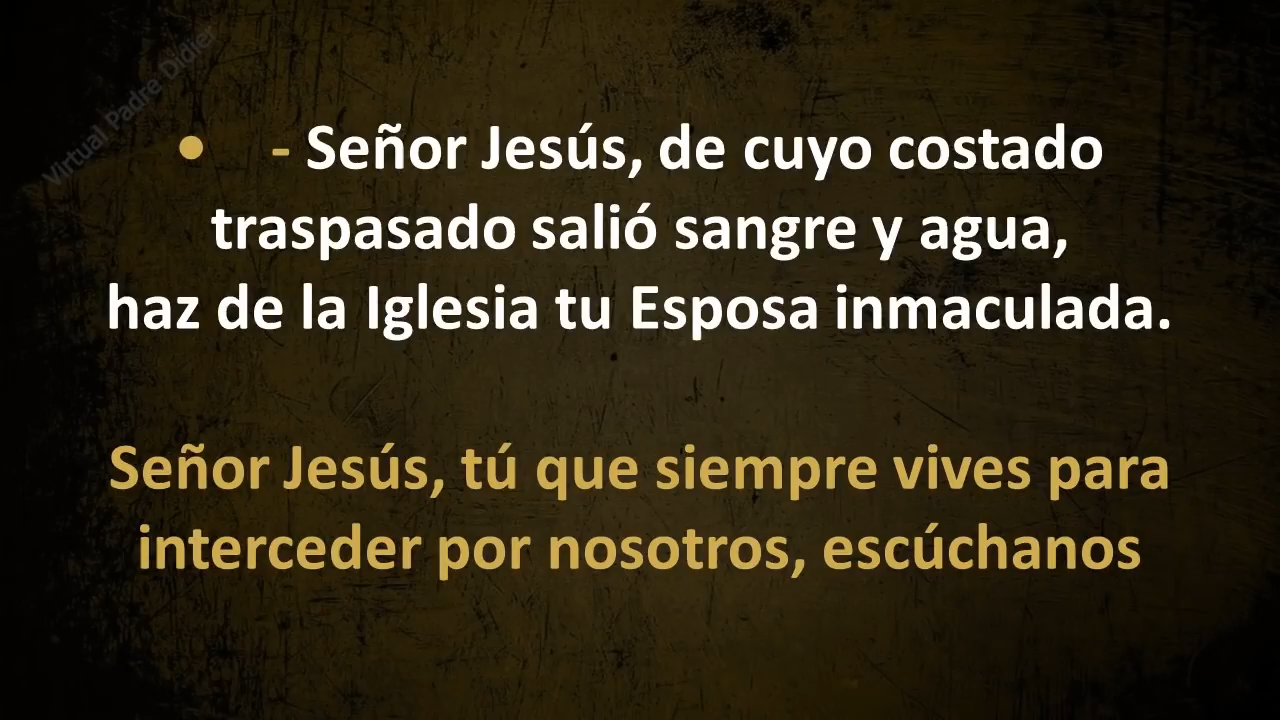 Virtual Padre Didier
• - Señor Jesús, de cuyo costado
traspasado salió sangre y agua,
haz de la Iglesia tu Esposa inmaculada.
Señor Jesús, tú que siempre vives para
interceder por nosotros, escúchanos